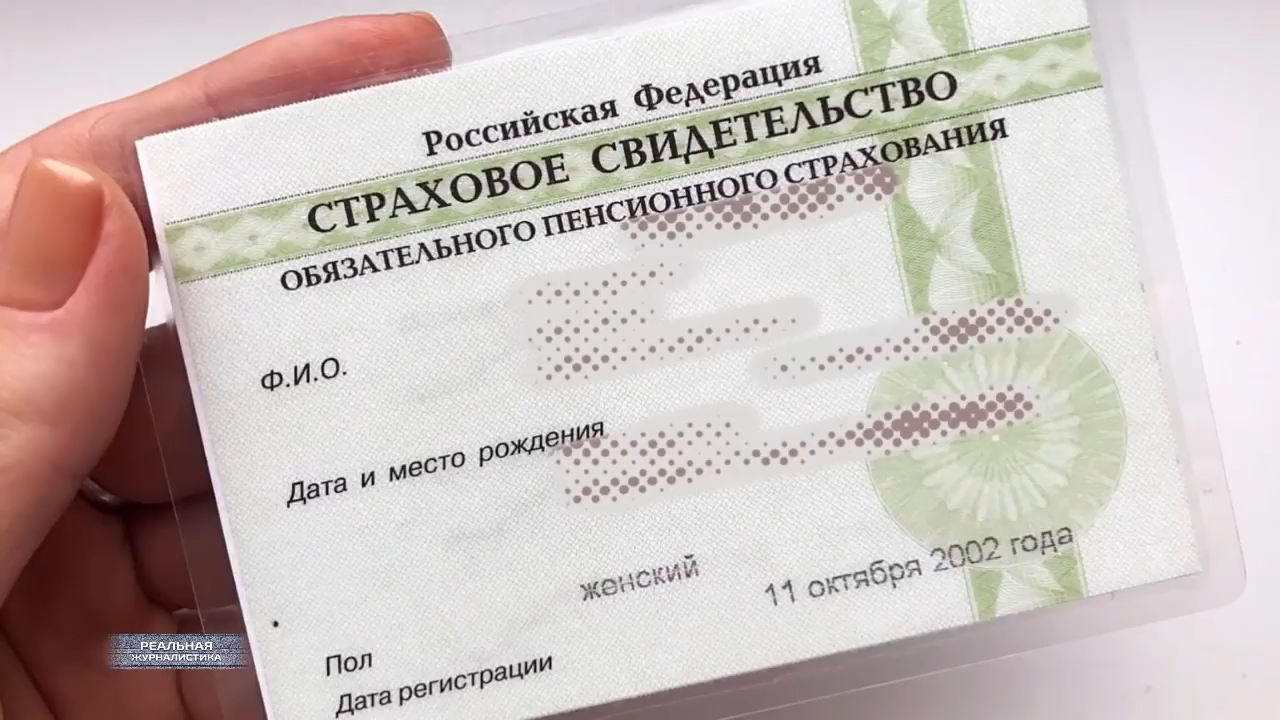 Российская Федерация
СТРАХОВОЕ СВИДЕТЕЛЬСТВО
ОБЯЗАТЕЛЬНОГО ПЕНСИОННОГО СТРАХОВАНИЯ
Ф.И.О.
Дата и место рождения
женский
11 октября 2002 года
Пол
Дата регистрации
РЕАЛЬНАЯ
ЖУРНАЛИСТИКА